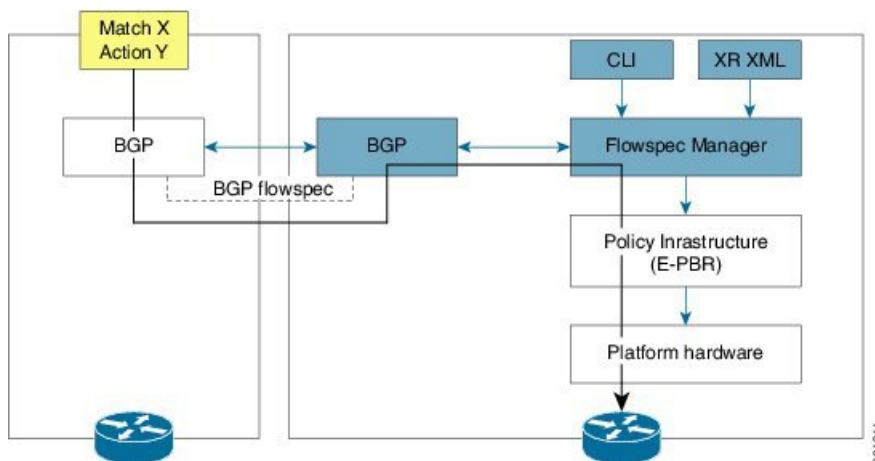 Match X
Action Y
CLI
XR XML
BGP
BGP
Flowspec Manager
BGP flowspec
Policy Inrastructure
(E-PBR)
Platform hardware